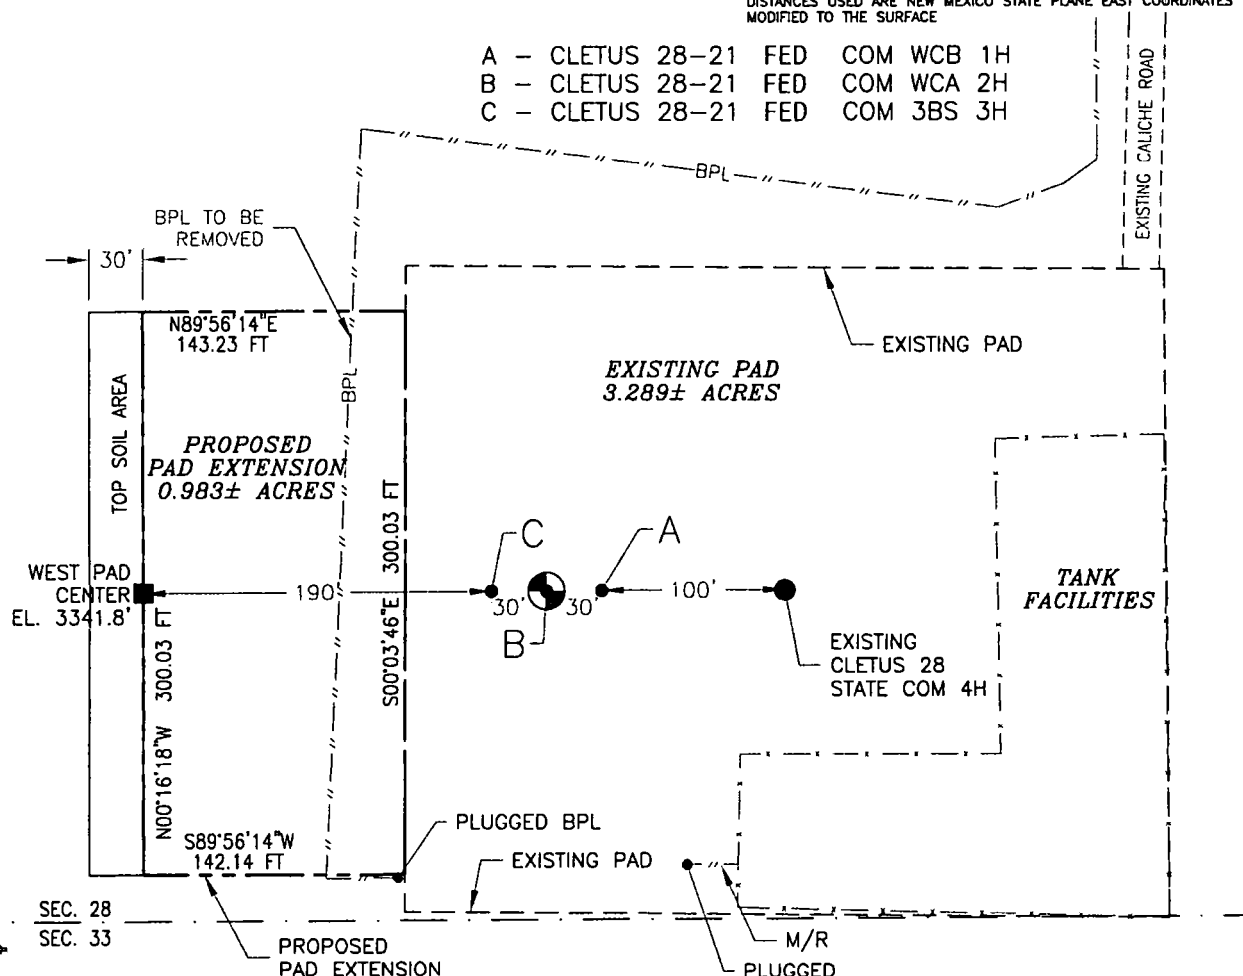 DISTANCES USED ARE NEW MEXICO STATE PLANE EAST COORDINATES
MODIFIED TO THE SURFACE
A - CLETUS 28-21 FED COM WCB 1H
B - CLETUS 28-21 FED COM WCA 2H
C - CLETUS 28-21 FED COM 3BS 3H
EXISTING CALICHE ROAD
BPL
BPL TO BE
REMOVED
30'
N89°56'14"E
143.23 FT
EXISTING PAD
EXISTING PAD
3.289± ACRES
BPL
TOP SOIL AREA
PROPOSED
PAD EXTENSION
0.983± ACRES
S00°03'46"E 300.03 FT
C
A
WEST PAD
CENTER
EL. 3341.8'
190'
30'
30'
100'
B
TANK
FACILITIES
EXISTING
CLETUS 28
STATE COM 4H
N00°16'18"W 300.03 FT
S89°56'14"W
142.14 FT
PLUGGED BPL
EXISTING PAD
SEC. 28
SEC. 33
PROPOSED
PAD EXTENSION
M/R
PLUGGED